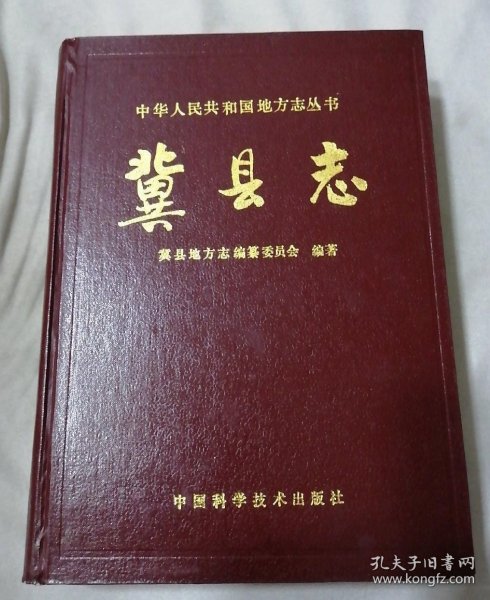 中华人民共和国地方志丛书
冀县志
冀县地方志编纂委员会 编著
中国科学技术出版社
孔夫子旧书网
www.kongfz.com